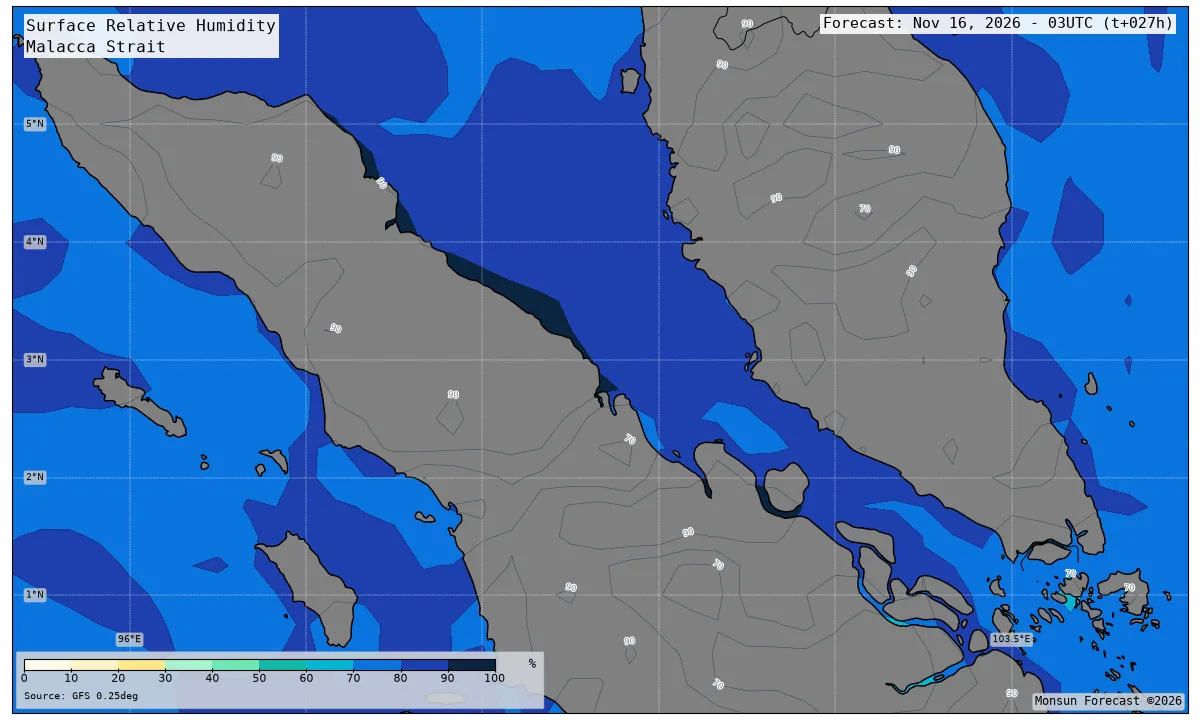 Surface Relative Humidity
Malacca Strait
Forecast: Nov 16, 2026 - 03UTC (t+027h)
90
90
5°N
90
90
90
90
70
4°N
90
90
3°N
90
70
2°N
90
70
90
70
70
1°N
96°E
90
103.5°E
70
90
%
0 10 20 30 40 50 60 70 80 90 100
Source: GFS 0.25deg
Monsun Forecast ©2026